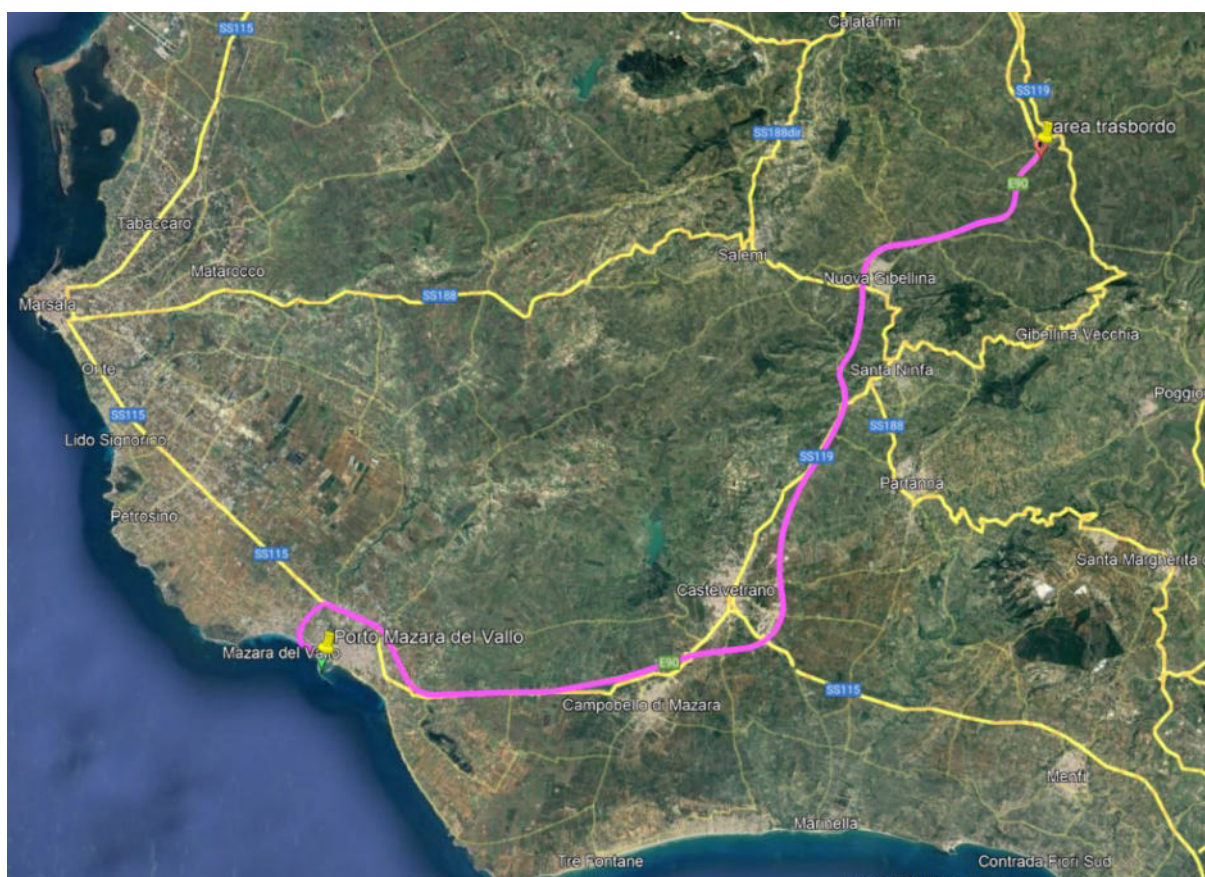 Calatafimi
SS115
SS119
area trasbordo
SS188dir
E90
Tabaccaro
Matarocco
Salemi
Nuova Gibellina
Marsala
SS188
Gibellina Vecchia
Santa Ninfa
SS115
Poggio
Lido Signorino
SS188
SS119
Partanna
Petrosino
SS115
Santa Margherita
Castelvetrano
Porto Mazara del Vallo
Mazara del Vallo
E90
SS115
Campobello di Mazara
Menfi
Marinella
Tre Fontane
Contrada Fiori Sud